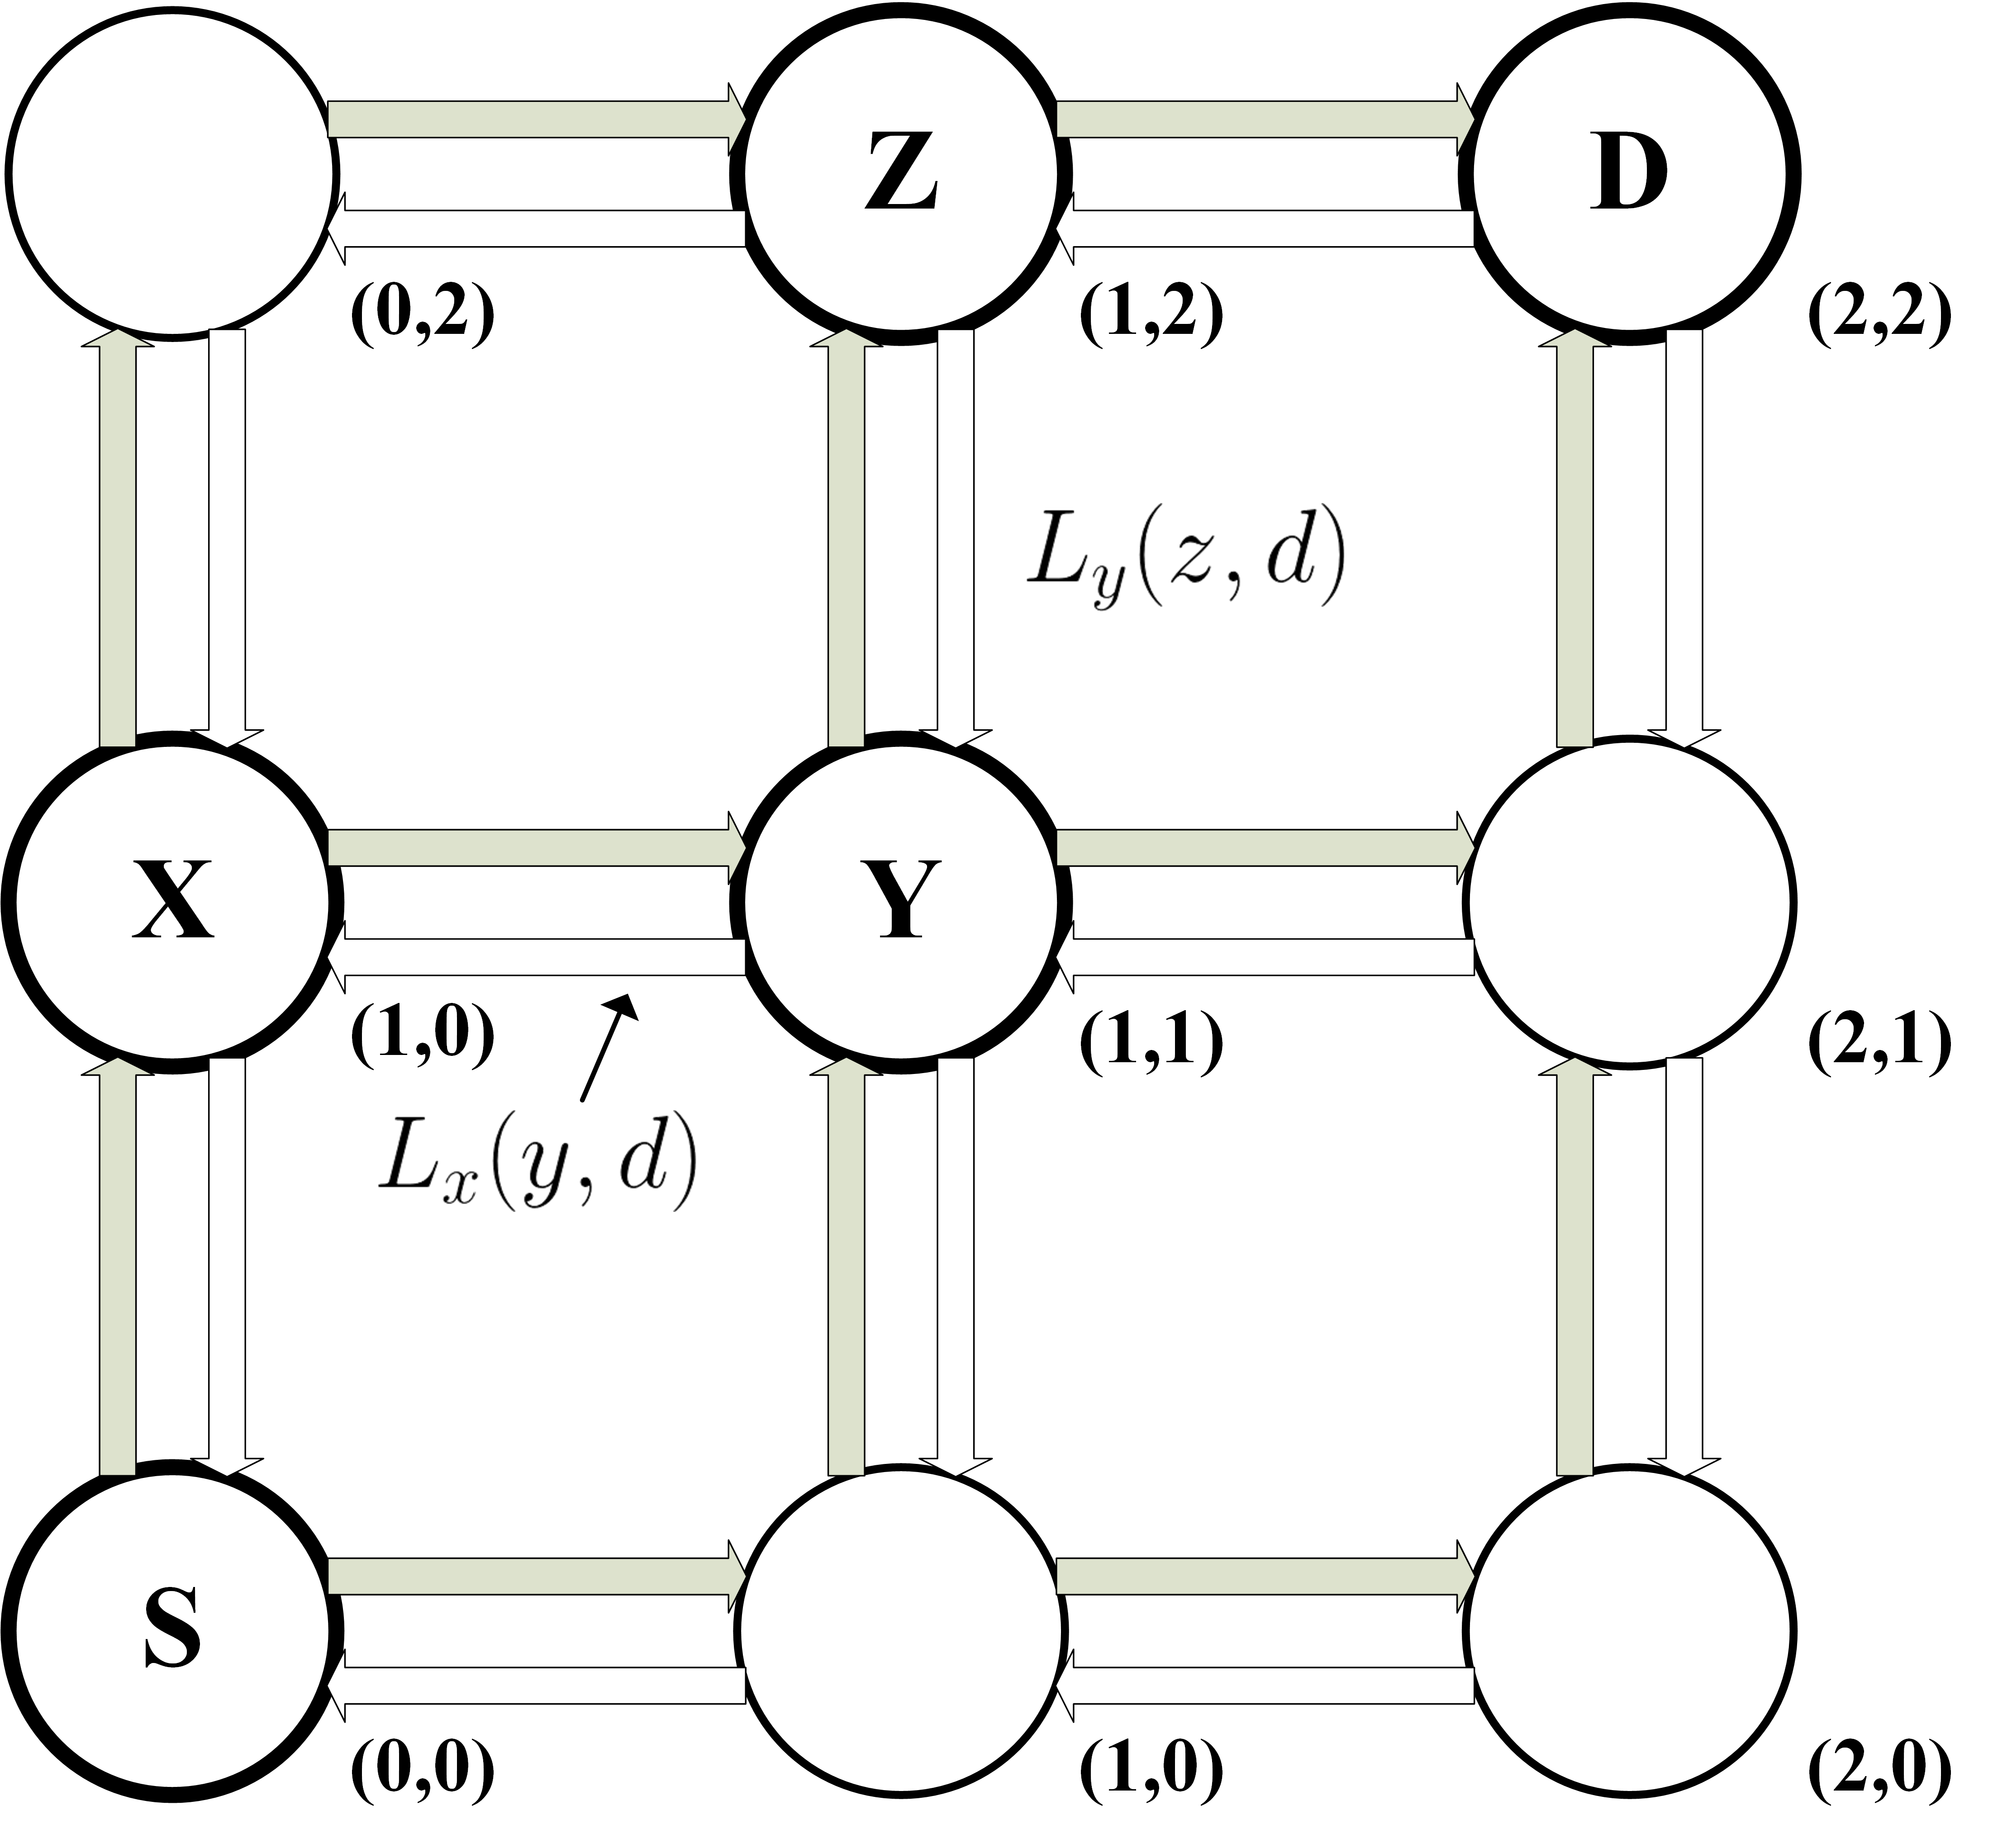 Z
D
(0,2)
(1,2)
(2,2)
L_y(z, d)
X
Y
(1,0)
(1,1)
(2,1)
L_x(y, d)
S
(0,0)
(1,0)
(2,0)